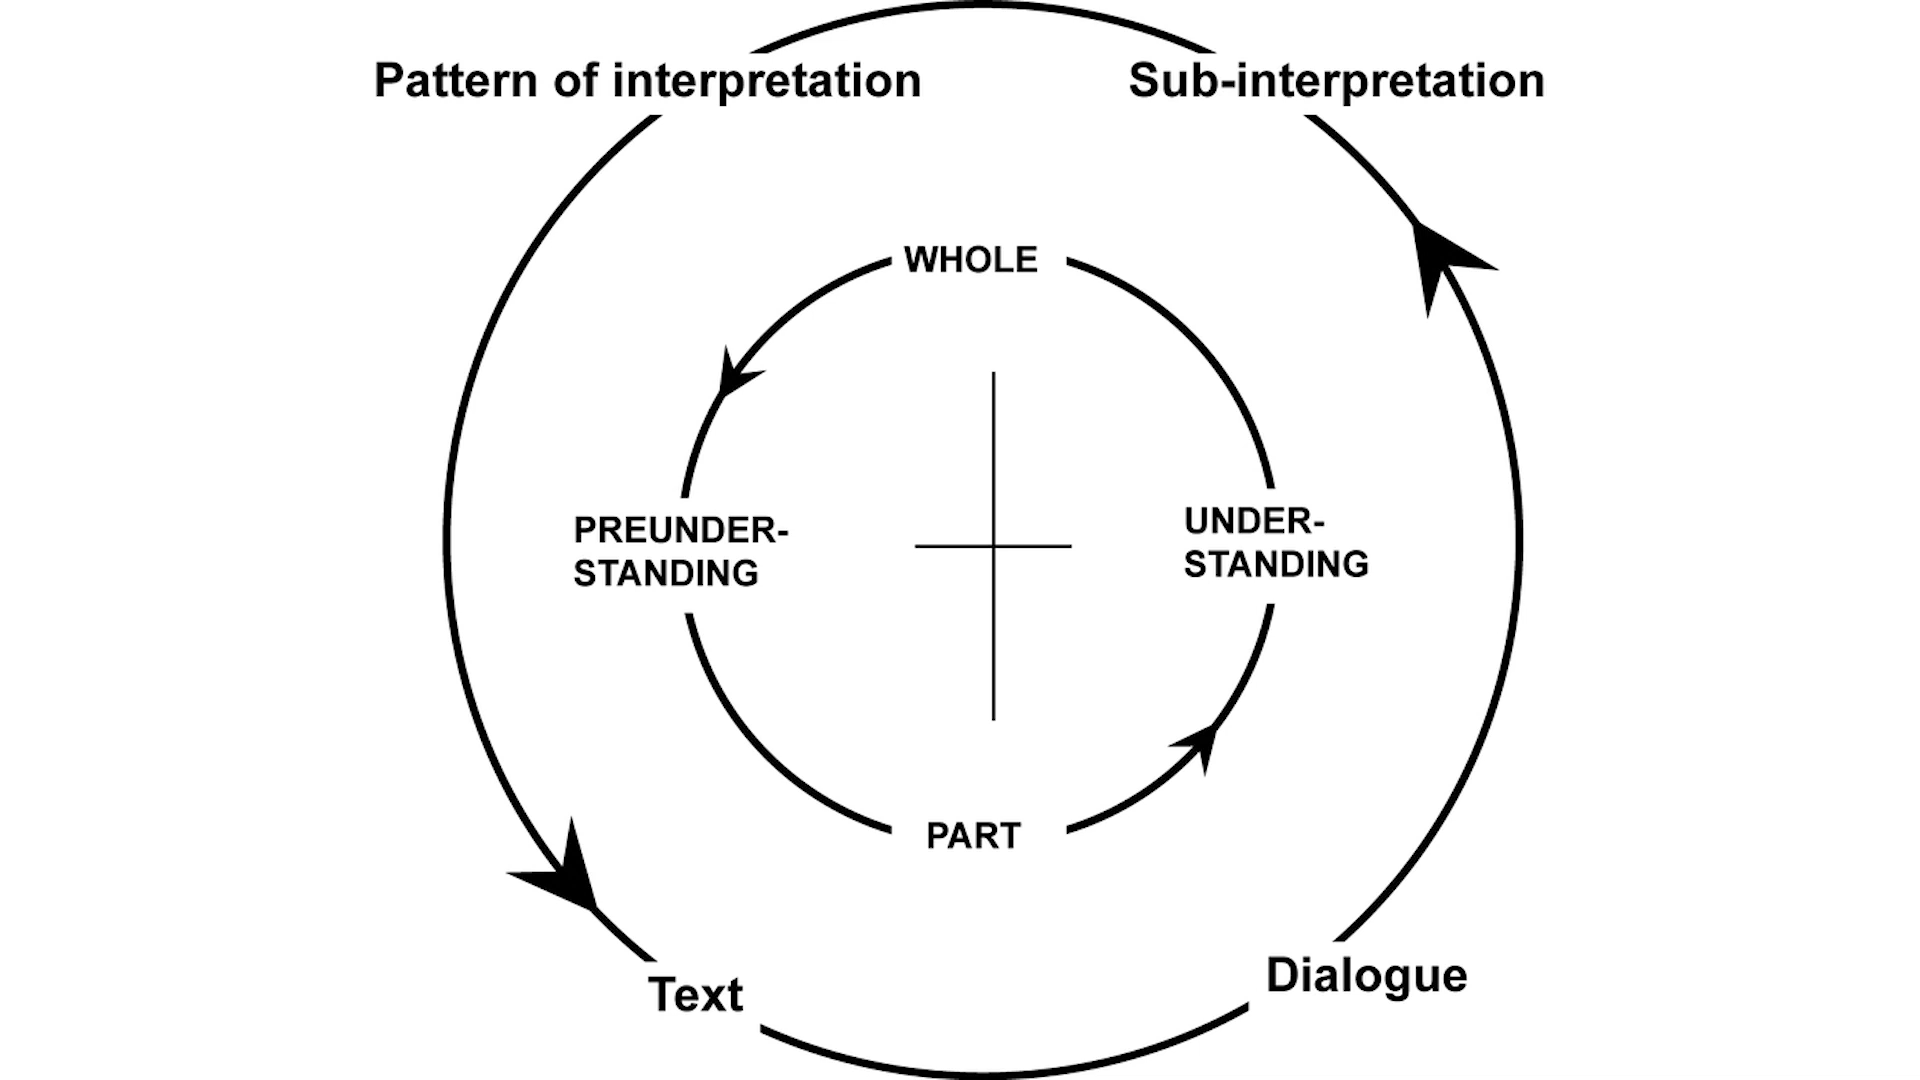 Pattern of interpretation
Sub-interpretation
WHOLE
PREUNDER-
STANDING
UNDER-
STANDING
PART
Text
Dialogue